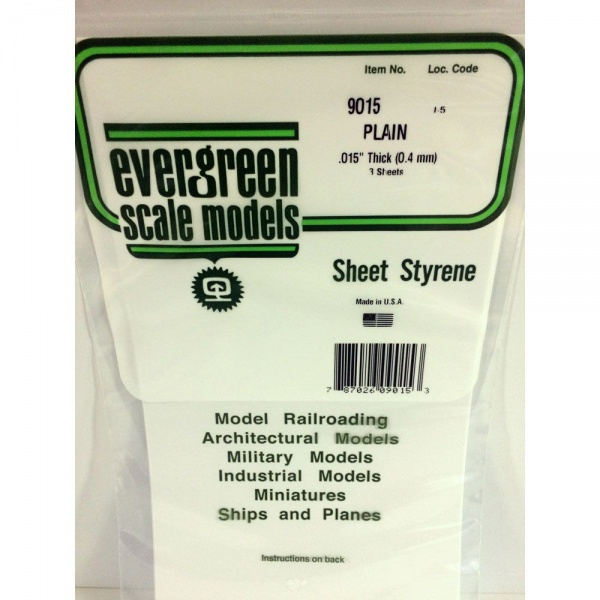 Item No. Loc. Code
9015 J-5
PLAIN
.015" Thick (0.4 mm)
3 Sheets
evergreen
scale models
Sheet Styrene
Made in U.S.A.
7 87026 09015 3
Model Railroading
Architectural Models
Military Models
Industrial Models
Miniatures
Ships and Planes
Instructions on back